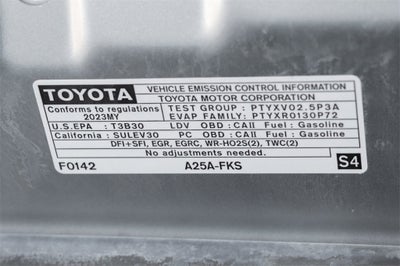 TOYOTA VEHICLE EMISSION CONTROL INFORMATION
TOYOTA MOTOR CORPORATION
Conforms to regulations TEST GROUP : PTYXV02.5P3A
2023MY EVAP FAMILY: PTYXR0130P72
U.S.EPA : T3B30 LDV OBD : CAII Fuel : Gasoline
California : SULEV30 PC OBD : CAII Fuel : Gasoline
DFI+SFI, EGR, EGRC, WR-HO2S(2), TWC(2)
No adjustments needed.
F0142 A25A-FKS S4